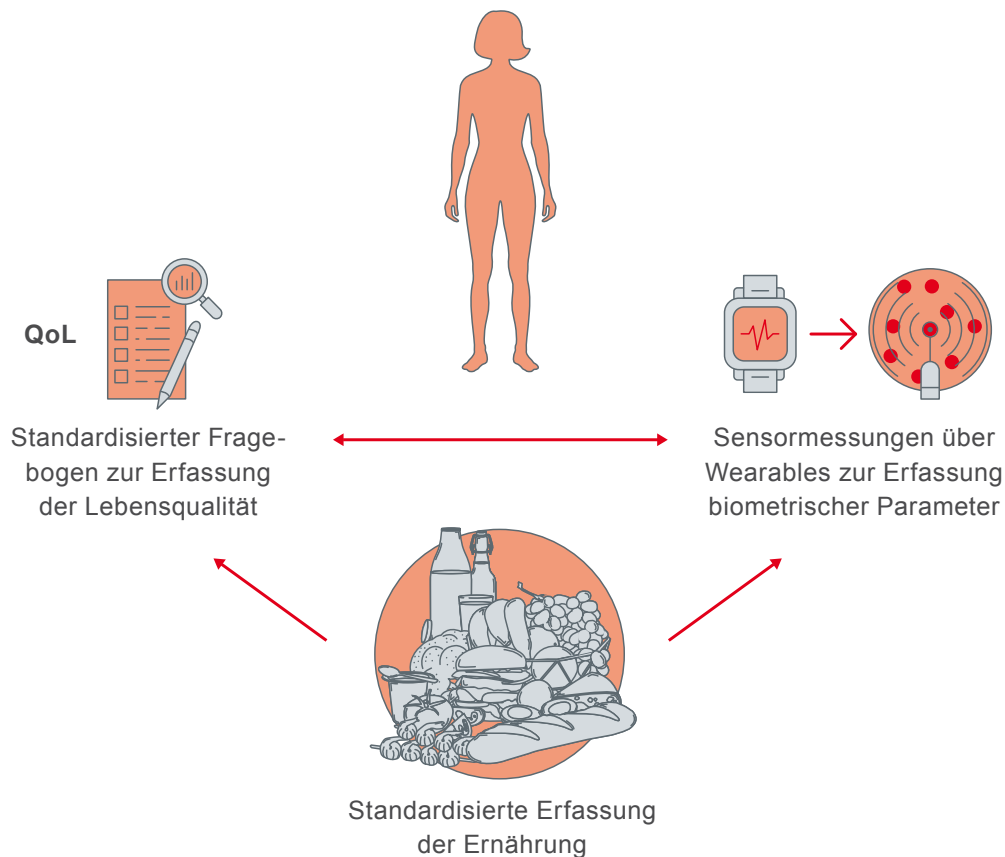 QoL
Standardisierter Frage-
bogen zur Erfassung
der Lebensqualität
Sensormessungen über
Wearables zur Erfassung
biometrischer Parameter
Standardisierte Erfassung
der Ernährung